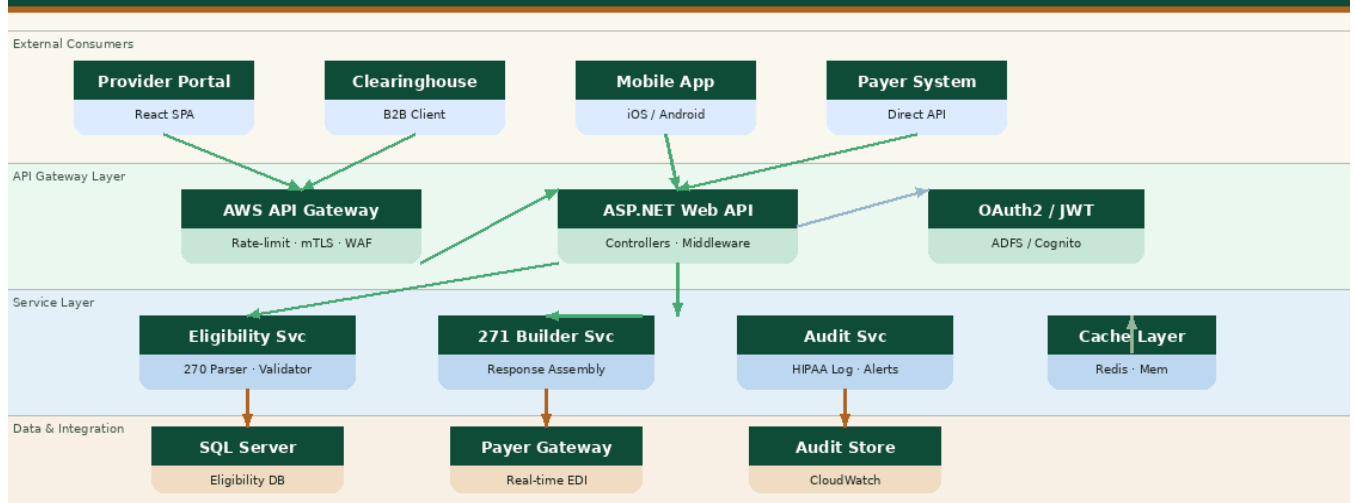 External Consumers
Provider Portal
React SPA
Clearinghouse
B2B Client
Mobile App
iOS / Android
Payer System
Direct API
API Gateway Layer
AWS API Gateway
Rate-limit · mTLS · WAF
ASP.NET Web API
Controllers · Middleware
OAuth2 / JWT
ADFS / Cognito
Service Layer
Eligibility Svc
270 Parser · Validator
271 Builder Svc
Response Assembly
Audit Svc
HIPAA Log · Alerts
Cache Layer
Redis · Mem
Data & Integration
SQL Server
Eligibility DB
Payer Gateway
Real-time EDI
Audit Store
CloudWatch